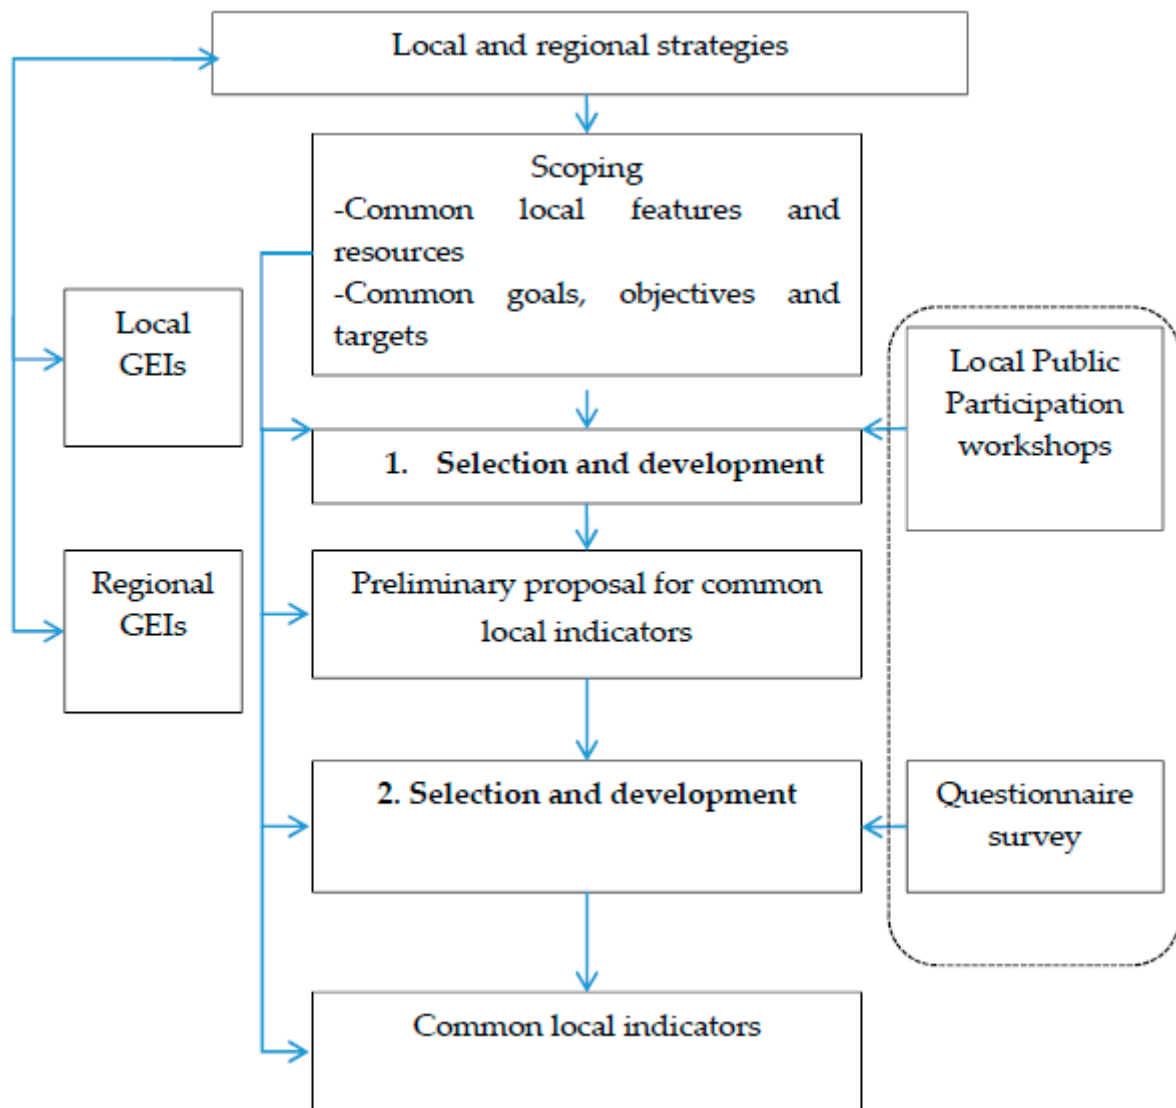 Local and regional strategies
Scoping
-Common local features and
resources
-Common goals, objectives and
targets
Local
GEIs
Local Public
Participation
workshops
1. Selection and development
Regional
GEIs
Preliminary proposal for common
local indicators
2. Selection and development
Questionnaire
survey
Common local indicators